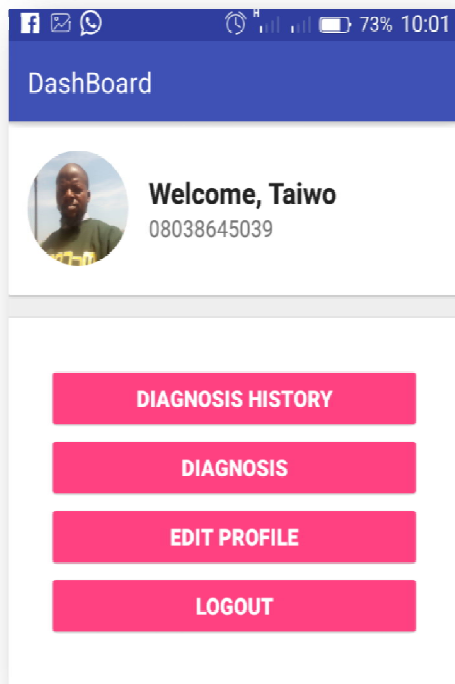 H
73% 10:01
DashBoard
Welcome, Taiwo
08038645039
DIAGNOSIS HISTORY
DIAGNOSIS
EDIT PROFILE
LOGOUT